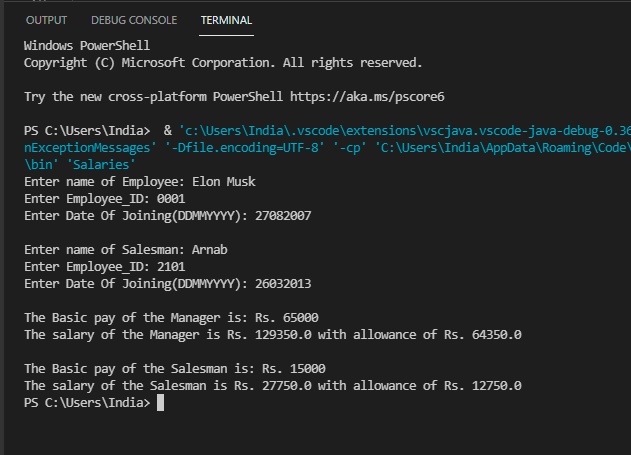 OUTPUT DEBUG CONSOLE TERMINAL
Windows PowerShell
Copyright (C) Microsoft Corporation. All rights reserved.
Try the new cross-platform PowerShell https://aka.ms/pscore6
PS C:\Users\India>  & 'c:\Users\India\.vscode\extensions\vscjava.vscode-java-debug-0.36
nExceptionMessages' '-Dfile.encoding=UTF-8' '-cp' 'C:\Users\India\AppData\Roaming\Code\
\bin' 'Salaries'
Enter name of Employee: Elon Musk
Enter Employee_ID: 0001
Enter Date Of Joining(DDMMYYYY): 27082007
Enter name of Salesman: Arnab
Enter Employee_ID: 2101
Enter Date Of Joining(DDMMYYYY): 26032013
The Basic pay of the Manager is: Rs. 65000
The salary of the Manager is Rs. 129350.0 with allowance of Rs. 64350.0
The Basic pay of the Salesman is: Rs. 15000
The salary of the Salesman is Rs. 27750.0 with allowance of Rs. 12750.0
PS C:\Users\India>